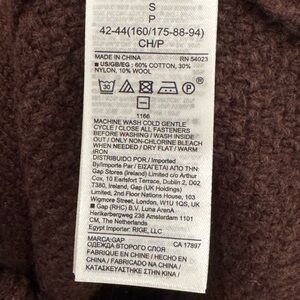 S
P
42-44(160/175-88-94)
CH/P
MADE IN CHINA RN 54023
■ US/GB/EG : 60% COTTON, 30%
NYLON, 10% WOOL
30 P
1166
MACHINE WASH COLD GENTLE
CYCLE / CLOSE ALL FASTENERS
BEFORE WASHING / WASH INSIDE
OUT / ONLY NON-CHLORINE BLEACH
WHEN NEEDED / DRY FLAT / WARM
IRON
DISTRIBUIDO POR / Imported
By/Importe Par / ΕΙΣΑΓΕΤΑΙ ΑΠΟ ΤΗΝ:
Gap Stores (Ireland) Limited c/o Arthur
Cox, 10 Earlsfort Terrace, Dublin 2, D02
T380, Ireland, Gap (UK Holdings)
Limited, 2nd Floor Nations House, 103
Wigmore Street, London, W1U 1QS, UK
■ Gap (RHC) B.V., Luna ArenA
Herikerbergweg 238 Amsterdam 1101
CM, The Netherlands
Egypt Importer: RIGE, LLC
МАРКА:GAP
ОДЕЖДА ВТОРОГО СЛОЯ CA 17897
FABRIQUÉ EN CHINE / HECHO EN
CHINA / FABRICADO NA CHINA /
ΚΑΤΑΣΚΕΥΑΣΤΗΚΕ ΣΤΗΝ ΚΙΝΑ /